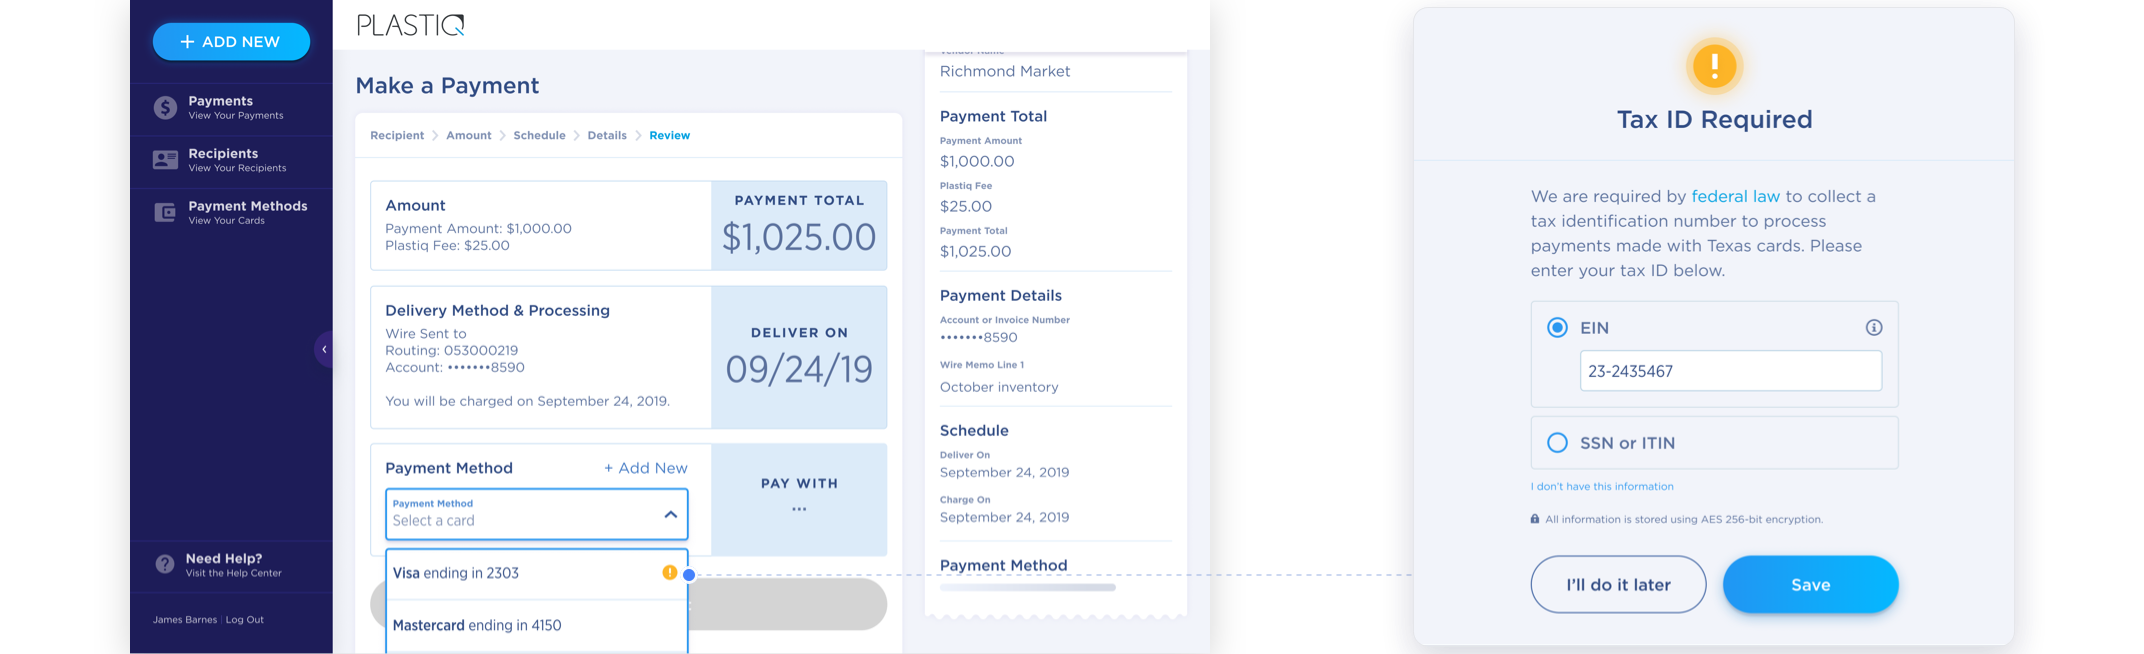 + ADD NEW
Payments
View Your Payments
Recipients
View Your Recipients
Payment Methods
View Your Cards
Need Help?
Visit the Help Center
James Barnes | Log Out
PLASTIQ
Make a Payment
Recipient > Amount > Schedule > Details > Review
Amount
Payment Amount: $1,000.00
Plastiq Fee: $25.00
PAYMENT TOTAL
$1,025.00
Delivery Method & Processing
Wire Sent to
Routing: 053000219
Account: •••••••8590
You will be charged on September 24, 2019.
DELIVER ON
09/24/19
Payment Method
+ Add New
Payment Method
Select a card
PAY WITH
...
Visa ending in 2303
Mastercard ending in 4150
Vendor Name
Richmond Market
Payment Total
Payment Amount
$1,000.00
Plastiq Fee
$25.00
Payment Total
$1,025.00
Payment Details
Account or Invoice Number
•••••••8590
Wire Memo Line 1
October inventory
Schedule
Deliver On
September 24, 2019
Charge On
September 24, 2019
Payment Method
!
Tax ID Required
We are required by federal law to collect a
tax identification number to process
payments made with Texas cards. Please
enter your tax ID below.
EIN
23-2435467
SSN or ITIN
I don't have this information
All information is stored using AES 256-bit encryption.
I'll do it later
Save